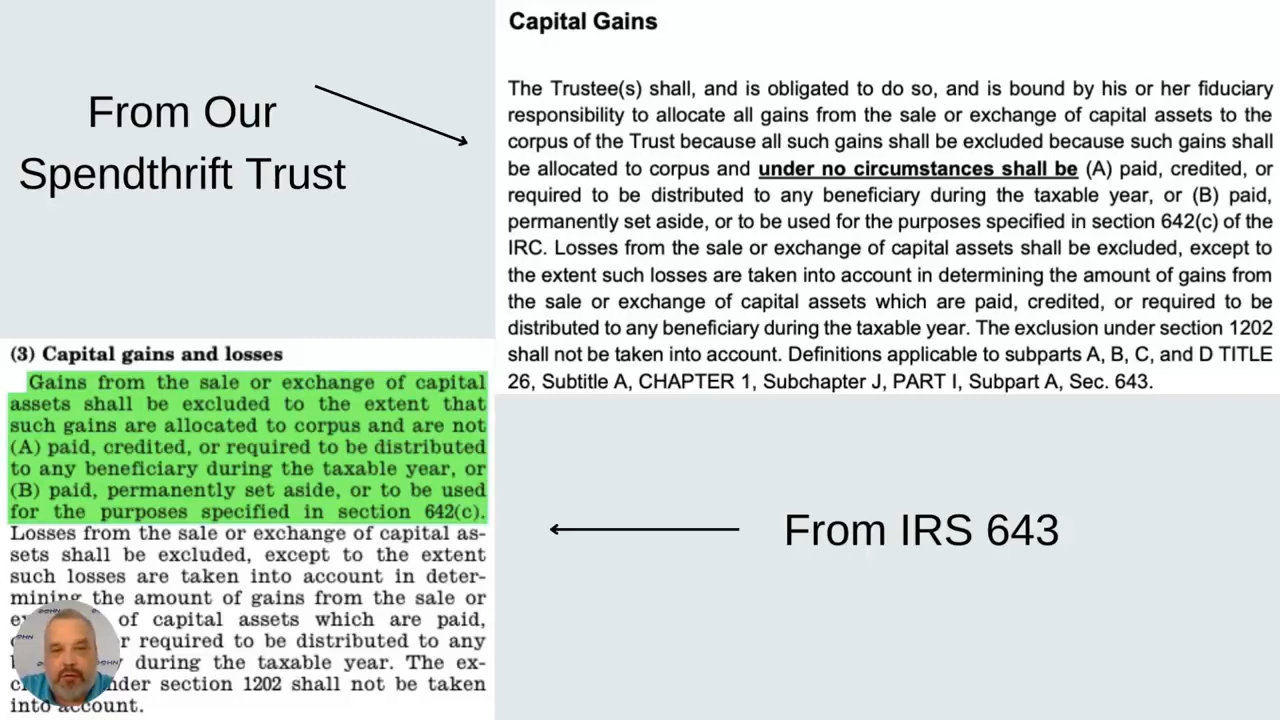 From Our
Spendthrift Trust
Capital Gains
The Trustee(s) shall, and is obligated to do so, and is bound by his or her fiduciary
responsibility to allocate all gains from the sale or exchange of capital assets to the
corpus of the Trust because all such gains shall be excluded because such gains shall
be allocated to corpus and under no circumstances shall be (A) paid, credited, or
required to be distributed to any beneficiary during the taxable year, or (B) paid,
permanently set aside, or to be used for the purposes specified in section 642(c) of the
IRC. Losses from the sale or exchange of capital assets shall be excluded, except to
the extent such losses are taken into account in determining the amount of gains from
the sale or exchange of capital assets which are paid, credited, or required to be
distributed to any beneficiary during the taxable year. The exclusion under section 1202
shall not be taken into account. Definitions applicable to subparts A, B, C, and D TITLE
26, Subtitle A, CHAPTER 1, Subchapter J, PART I, Subpart A, Sec. 643.
(3) Capital gains and losses
Gains from the sale or exchange of capital
assets shall be excluded to the extent that
such gains are allocated to corpus and are not
(A) paid, credited, or required to be distributed
to any beneficiary during the taxable year, or
(B) paid, permanently set aside, or to be used
for the purposes specified in section 642(c).
Losses from the sale or exchange of capital as-
sets shall be excluded, except to the extent
such losses are taken into account in deter-
mining the amount of gains from the sale or
of capital assets which are paid,
required to be distributed to any
during the taxable year. The ex-
section 1202 shall not be taken
into account.
From IRS 643